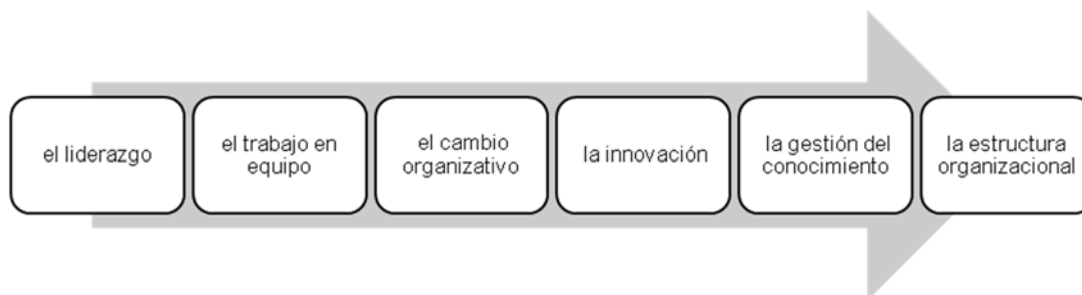 el liderazgo
el trabajo en
equipo
el cambio
organizativo
la innovación
la gestión del
conocimiento
la estructura
organizacional